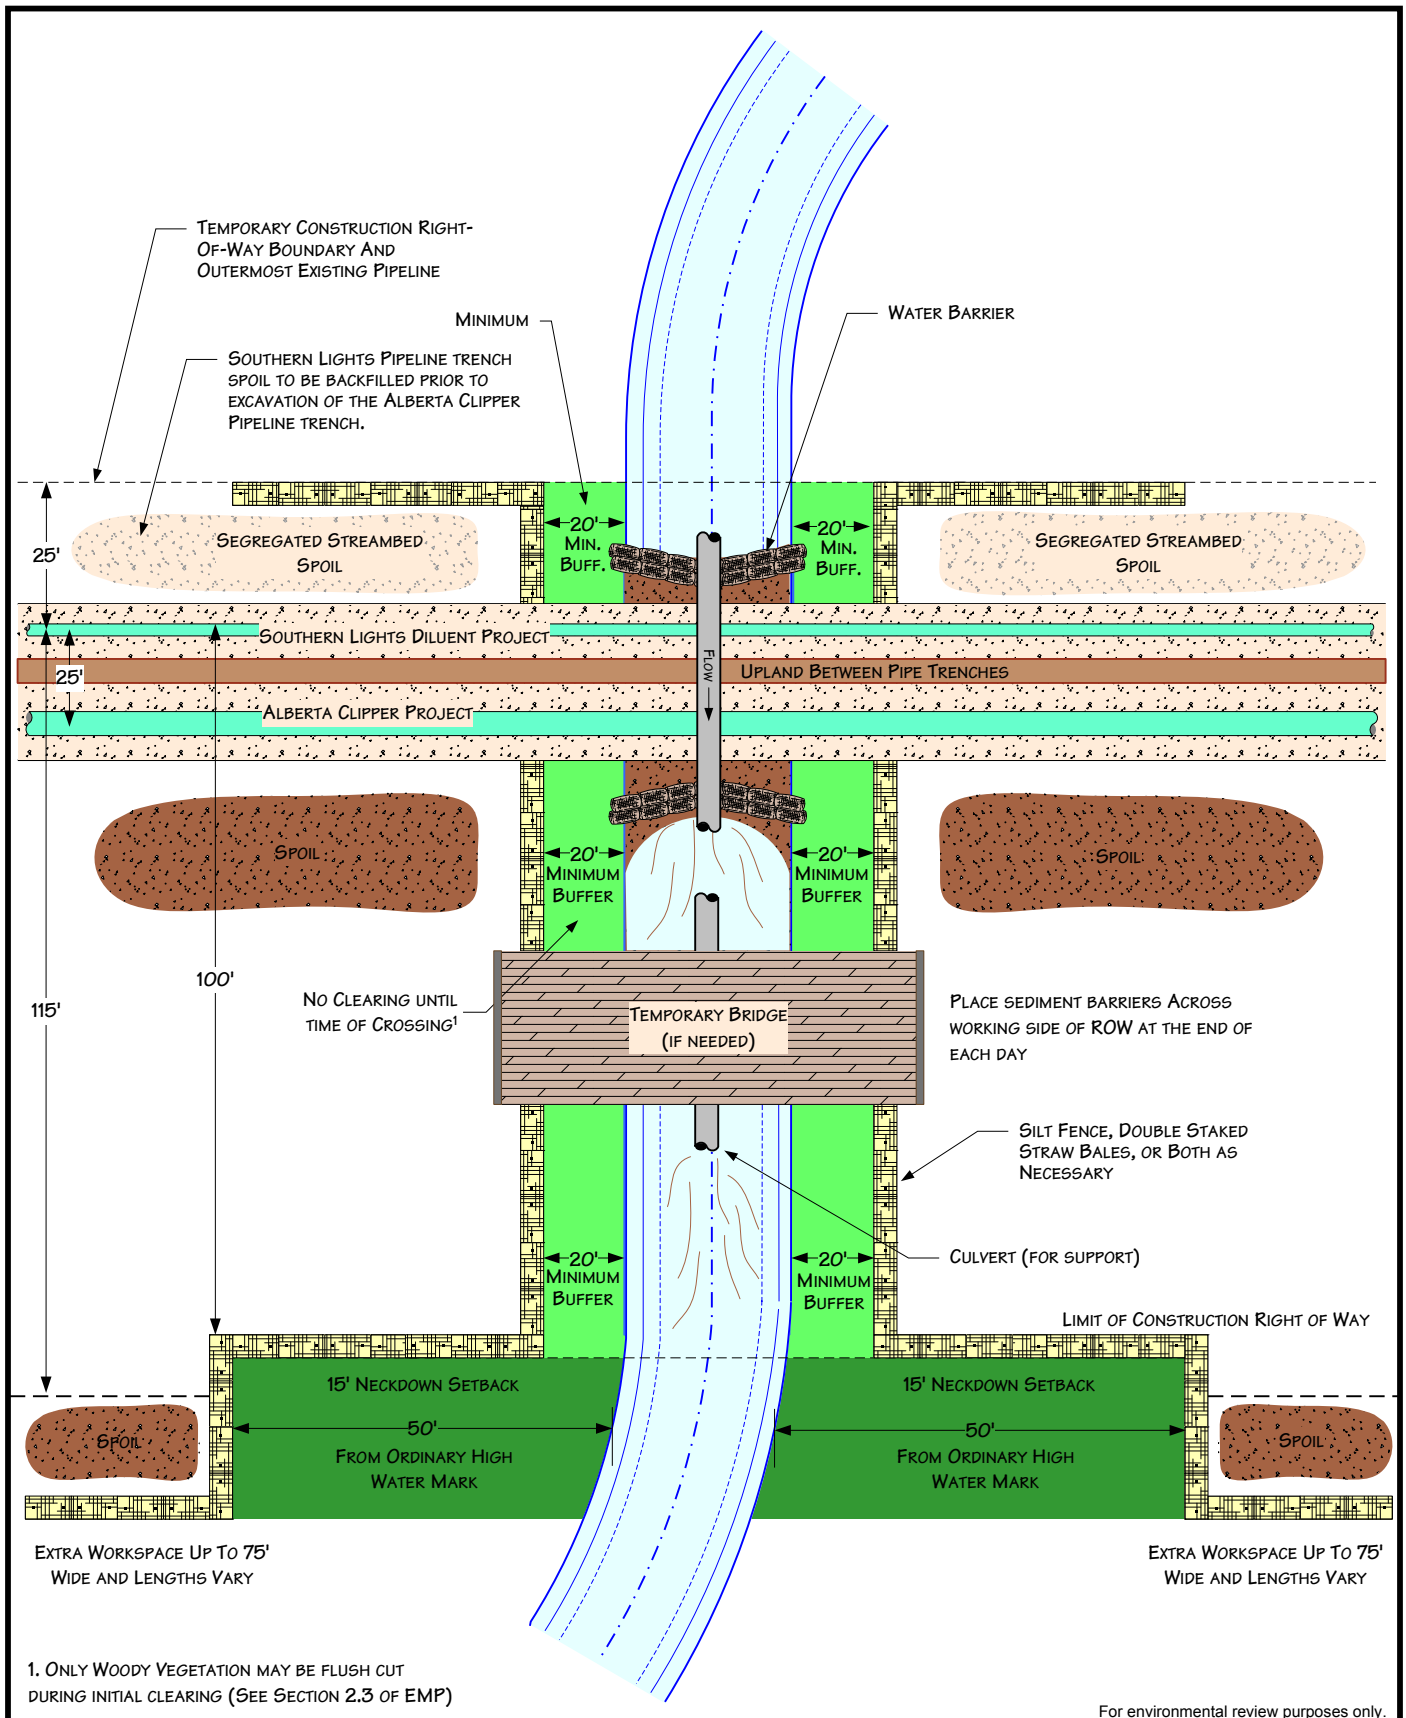 Temporary Construction Right-
Of-Way Boundary And
Outermost Existing Pipeline
Minimum
Water Barrier
Southern Lights Pipeline trench
spoil to be backfilled prior to
excavation of the Alberta Clipper
Pipeline trench.
25'
Segregated Streambed
Spoil
20'
Min.
Buff.
20'
Min.
Buff.
Segregated Streambed
Spoil
Southern Lights Diluent Project
Flow
25'
Upland Between Pipe Trenches
Alberta Clipper Project
Spoil
20'
Minimum
Buffer
20'
Minimum
Buffer
Spoil
100'
115'
No Clearing until
time of Crossing1
Temporary Bridge
(if needed)
Place sediment barriers Across
working side of ROW at the end of
each day
Silt Fence, Double Staked
Straw Bales, or Both as
Necessary
20'
Minimum
Buffer
20'
Minimum
Buffer
Culvert (for support)
Limit of Construction Right of Way
15' Neckdown Setback
15' Neckdown Setback
Spoil
50'
From Ordinary High
Water Mark
50'
From Ordinary High
Water Mark
Spoil
Extra Workspace Up To 75'
Wide and Lengths Vary
Extra Workspace Up To 75'
Wide and Lengths Vary
1. Only Woody Vegetation may be flush cut
during initial clearing (See Section 2.3 of EMP)
For environmental review purposes only.